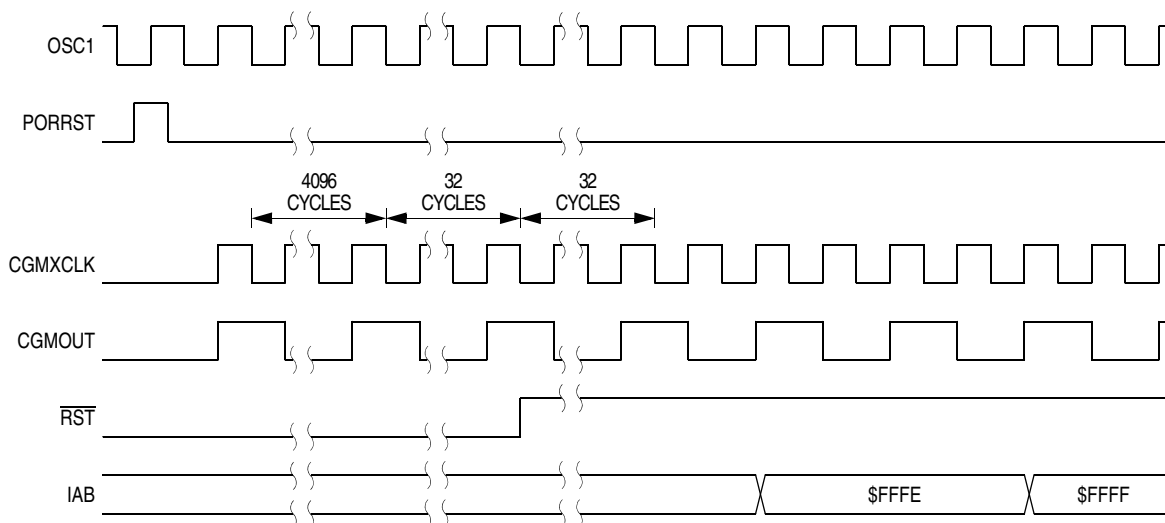 OSC1
PORRST
4096
CYCLES
32
CYCLES
32
CYCLES
CGMXCLK
CGMOUT
RST
IAB
$FFFE
$FFFF